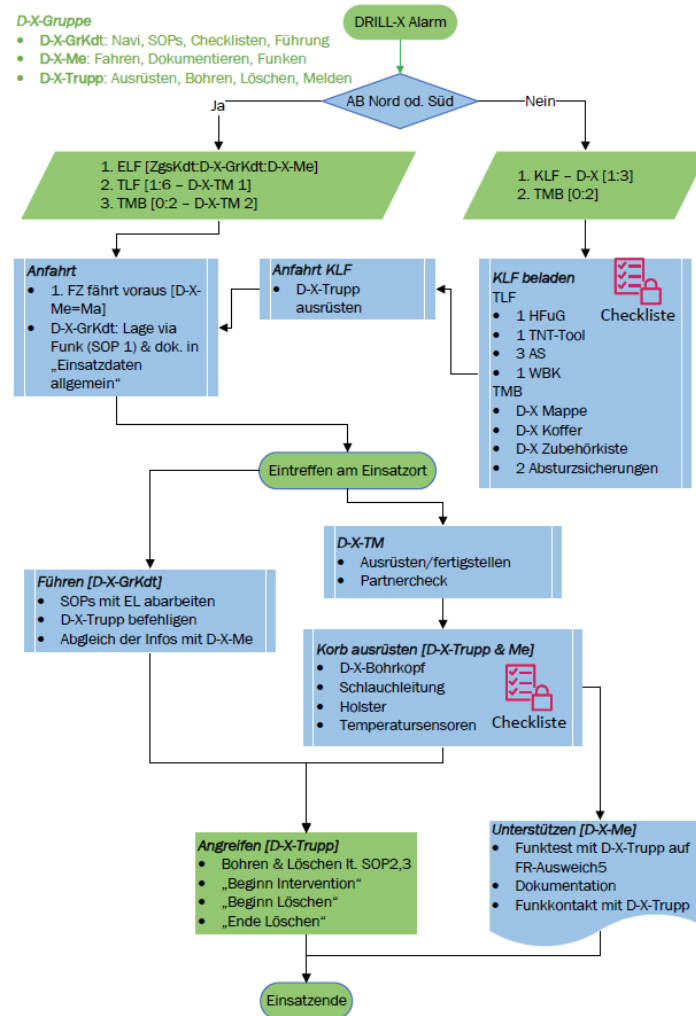 D-X-Gruppe
• D-X-GrKdt: Navi, SOPs, Checklisten, Führung
• D-X-Me: Fahren, Dokumentieren, Funken
• D-X-Trupp: Ausrüsten, Bohren, Löschen, Melden
DRILL-X Alarm
AB Nord od. Süd
Ja
Nein
1. ELF [ZgsKdt:D-X-GrKdt:D-X-Me]
2. TLF [1:6 – D-X-TM 1]
3. TMB [0:2 – D-X-TM 2]
1. KLF – D-X [1:3]
2. TMB [0:2]
Anfahrt
• 1. FZ fährt voraus [D-X-
Me=Ma]
• D-X-GrKdt: Lage via
Funk (SOP 1) & dok. in
„Einsatzdaten
allgemein“
Anfahrt KLF
• D-X-Trupp
ausrüsten
KLF beladen
TLF
• 1 HFuG
• 1 TNT-Tool
• 3 AS
• 1 WBK
TMB
• D-X Mappe
• D-X Koffer
• D-X Zubehörkiste
• 2 Absturzsicherungen
Checkliste
Eintreffen am Einsatzort
D-X-TM
• Ausrüsten/fertigstellen
• Partnercheck
Führen [D-X-GrKdt]
• SOPs mit EL abarbeiten
• D-X-Trupp befehligen
• Abgleich der Infos mit D-X-Me
Korb ausrüsten [D-X-Trupp & Me]
• D-X-Bohrkopf
• Schlauchleitung
• Holster
• Temperatursensoren
Checkliste
Angreifen [D-X-Trupp]
• Bohren & Löschen lt. SOP2,3
• „Beginn Intervention“
• „Beginn Löschen“
• „Ende Löschen“
Unterstützen [D-X-Me]
• Funktest mit D-X-Trupp auf
FR-Ausweich5
• Dokumentation
• Funkkontakt mit D-X-Trupp
Einsatzende